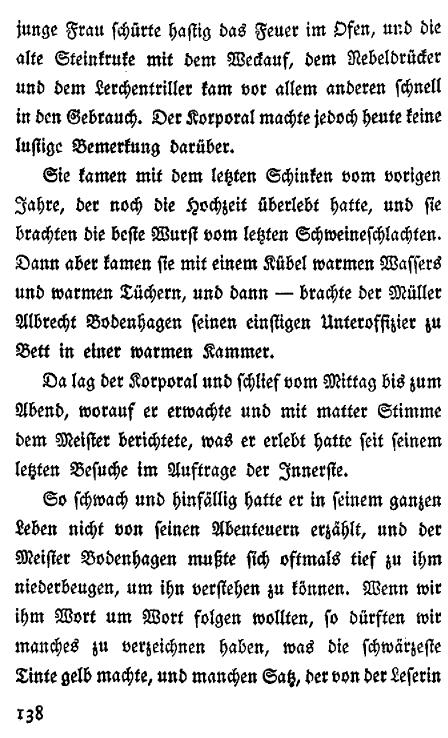 junge Frau schürte hastig das Feuer im Ofen, und die
alte Steinkruke mit dem Weckauf, dem Nebeldrücker
und dem Lerchentriller kam vor allem anderen schnell
in den Gebrauch. Der Korporal machte jedoch heute keine
lustige Bemerkung darüber.
Sie kamen mit dem letzten Schinken vom vorigen
Jahre, der noch die Hochzeit überlebt hatte, und sie
brachten die beste Wurst vom letzten Schweineschlachten.
Dann aber kamen sie mit einem Kübel warmen Wassers
und warmen Tüchern, und dann — brachte der Müller
Albrecht Bodenhagen seinen einstigen Unteroffizier zu
Bett in einer warmen Kammer.
Da lag der Korporal und schlief vom Mittag bis zum
Abend, worauf er erwachte und mit matter Stimme
dem Meister berichtete, was er erlebt hatte seit seinem
letzten Besuche im Auftrage der Innerste.
So schwach und hinfällig hatte er in seinem ganzen
Leben nicht von seinen Abenteuern erzählt, und der
Meister Bodenhagen mußte sich oftmals tief zu ihm
niederbeugen, um ihn verstehen zu können. Wenn wir
ihm Wort um Wort folgen wollten, so dürften wir
manches zu verzeichnen haben, was die schwärzeste
Tinte gelb machte, und manchen Satz, der von der Leserin
138